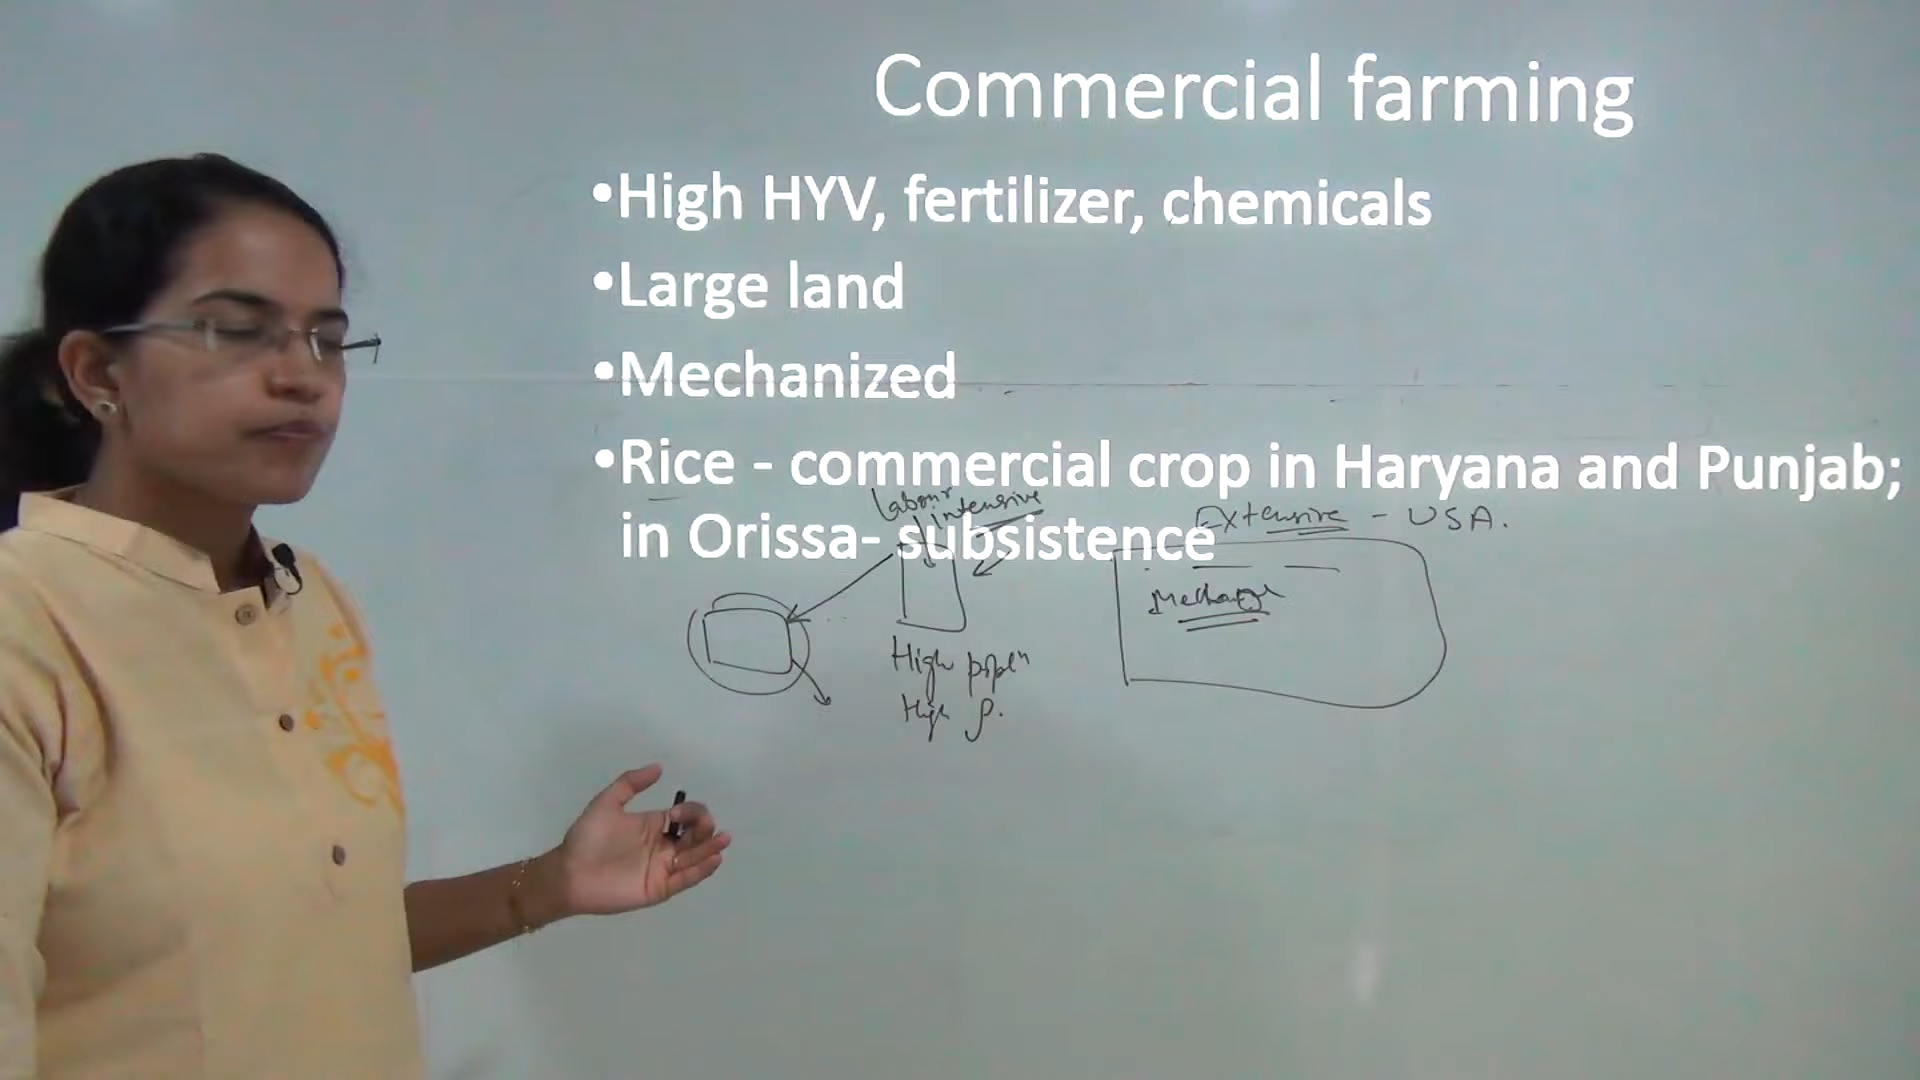 Commercial farming
•High HYV, fertilizer, chemicals
•Large land
•Mechanized
•Rice - commercial crop in Haryana and Punjab;
in Orissa- subsistence
Labour
intensive
Extensive - USA.
High popln
High ρ.